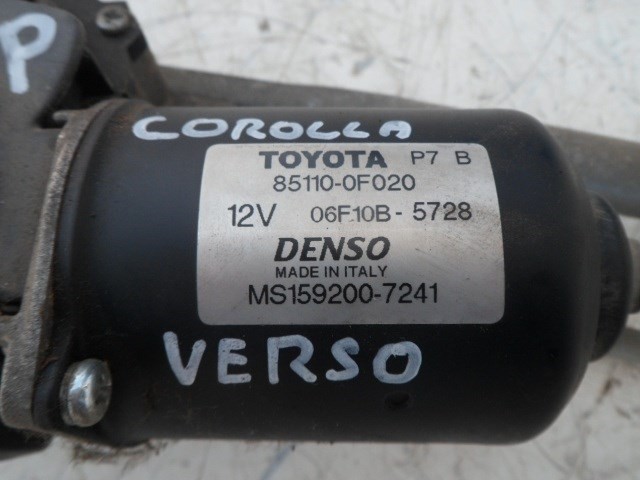 P
COROLLA
TOYOTA P7 B
85110-0F020
12V 06F10B-5728
DENSO
MADE IN ITALY
MS159200-7241
VERSO